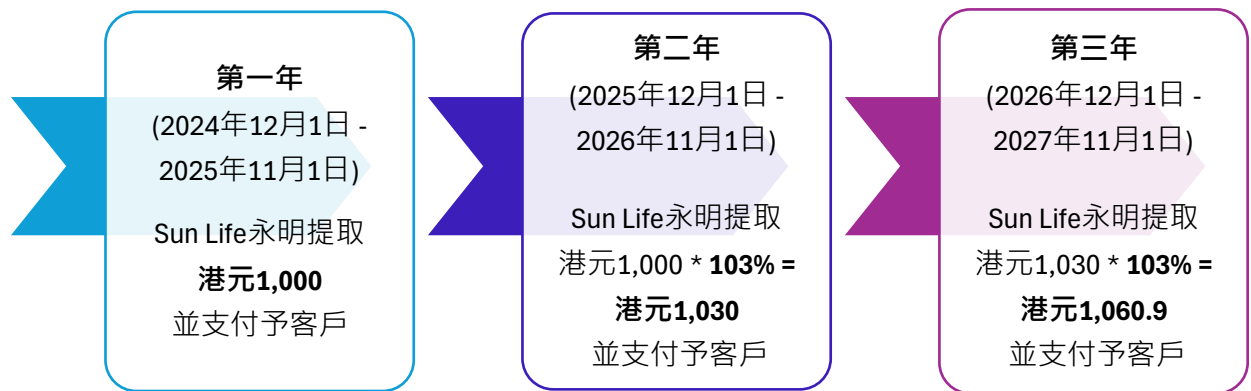 第一年
(2024年12月1日 -
2025年11月1日)
Sun Life永明提取
港元1,000
並支付予客戶
第二年
(2025年12月1日 -
2026年11月1日)
Sun Life永明提取
港元1,000 * 103% =
港元1,030
並支付予客戶
第三年
(2026年12月1日 -
2027年11月1日)
Sun Life永明提取
港元1,030 * 103% =
港元1,060.9
並支付予客戶